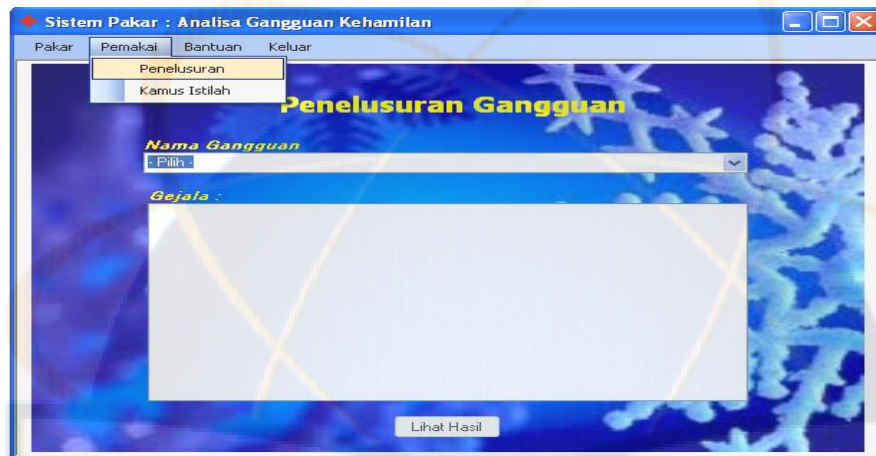 Sistem Pakar : Analisa Gangguan Kehamilan
Pakar Pemakai Bantuan Keluar
Penelusuran
Kamus Istilah
Penelusuran Gangguan
Nama Gangguan
- Pilih -
Gejala :
Lihat Hasil